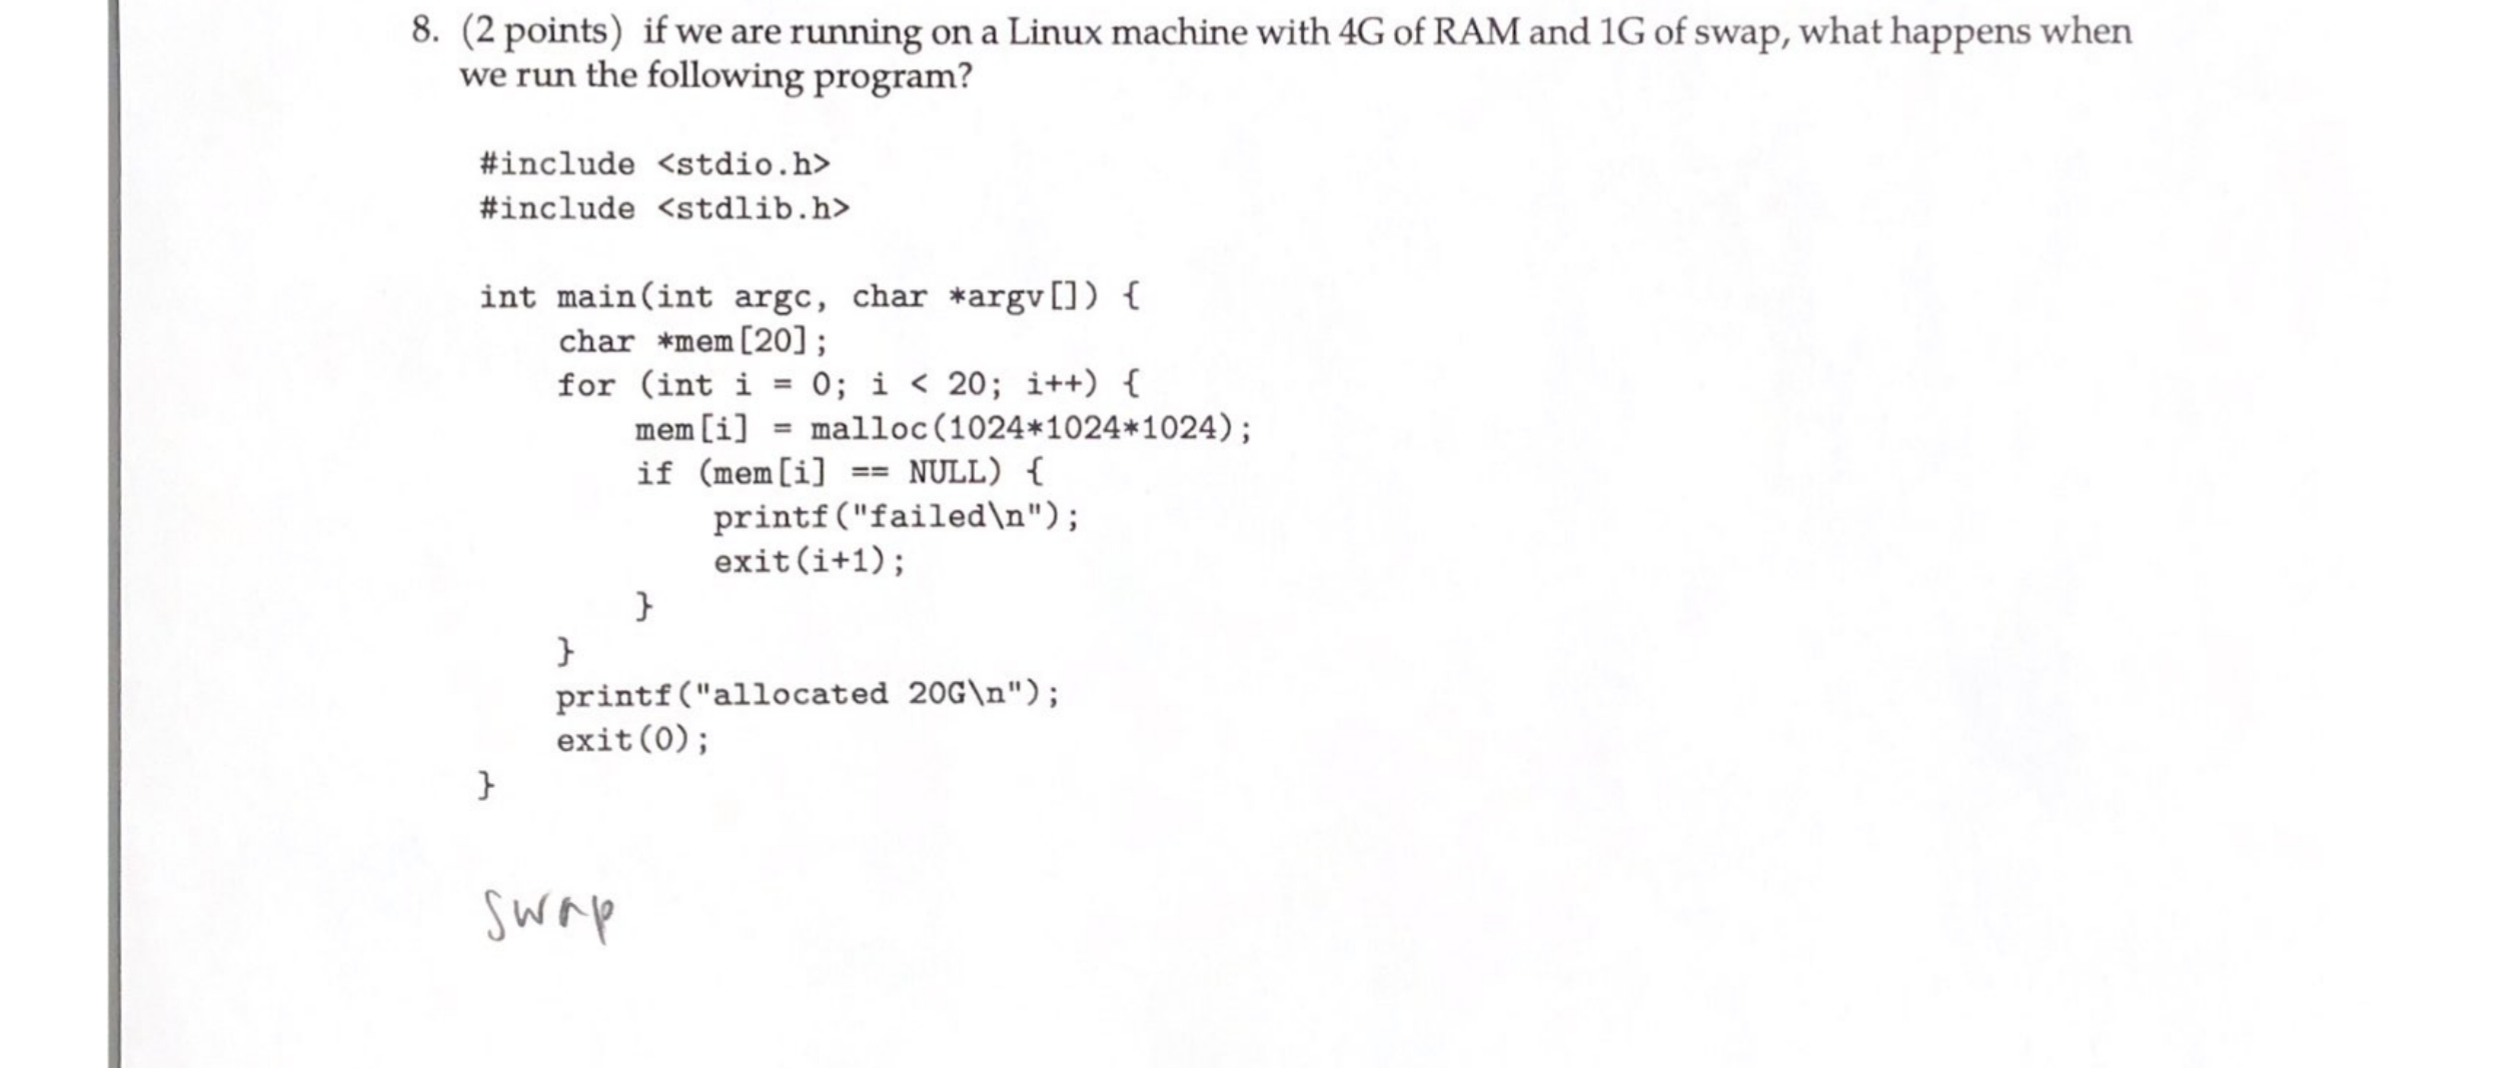 8. (2 points) if we are running on a Linux machine with 4G of RAM and 1G of swap, what happens when
we run the following program?
#include <stdio.h>
#include <stdlib.h>
int main(int argc, char *argv[]) {
    char *mem[20];
    for (int i = 0; i < 20; i++) {
        mem[i] = malloc(1024*1024*1024);
        if (mem[i] == NULL) {
            printf("failed\n");
            exit(i+1);
        }
    }
    printf("allocated 20G\n");
    exit(0);
}
swap